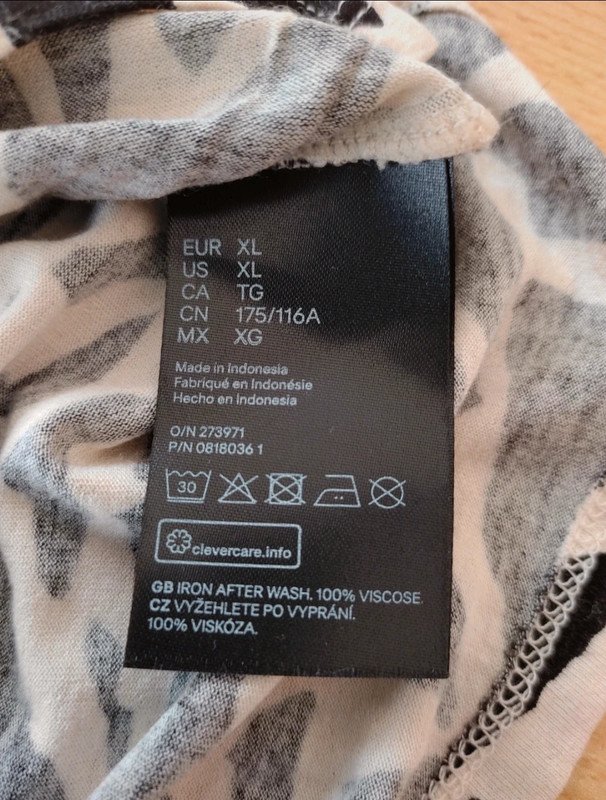 EUR XL
US XL
CA TG
CN 175/116A
MX XG
Made in Indonesia
Fabriqué en Indonésie
Hecho en Indonesia
O/N 273971
P/N 0818036 1
30
clevercare.info
GB IRON AFTER WASH. 100% VISCOSE.
CZ VYŽEHLETE PO VYPRÁNÍ.
100% VISKÓZA.